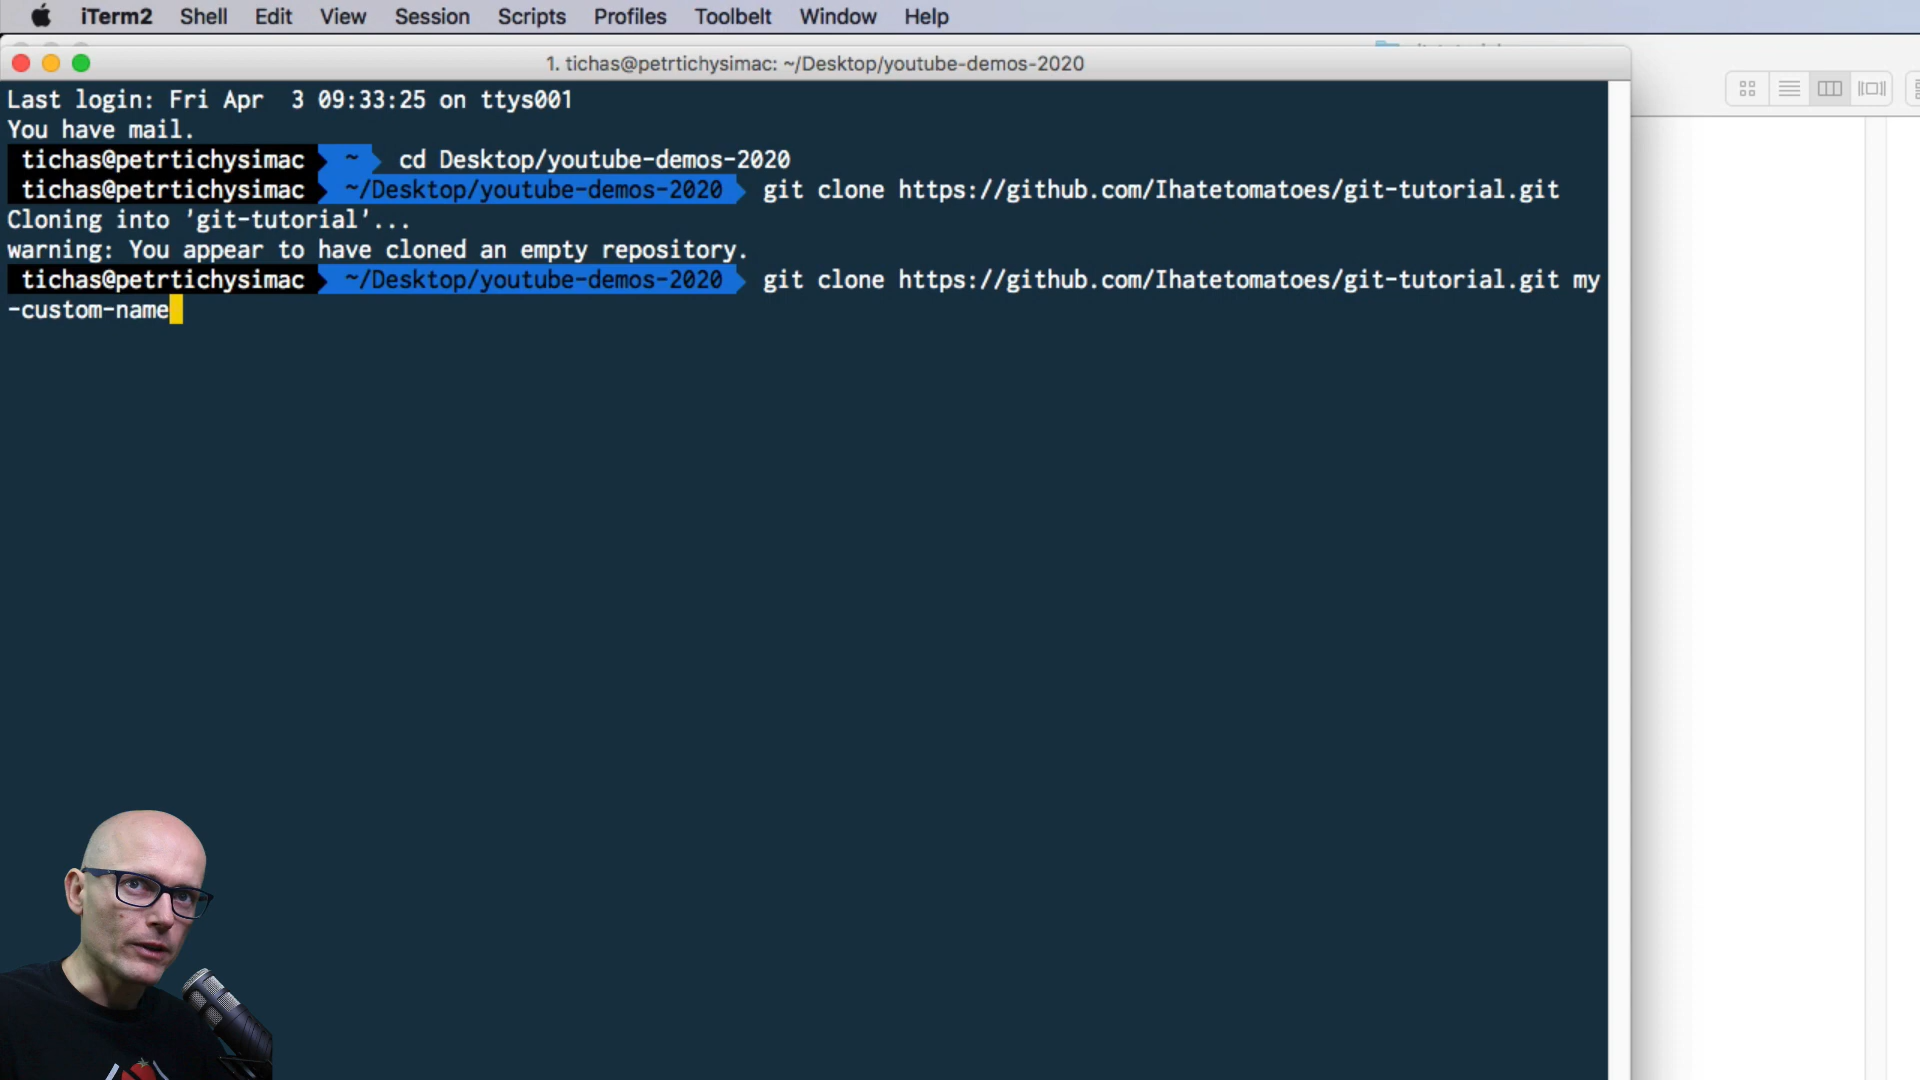 iTerm2 Shell Edit View Session Scripts Profiles Toolbelt Window Help
1. tichas@petrtichysimac: ~/Desktop/youtube-demos-2020
Last login: Fri Apr  3 09:33:25 on ttys001
You have mail.
tichas@petrtichysimac ~ cd Desktop/youtube-demos-2020
tichas@petrtichysimac ~/Desktop/youtube-demos-2020 git clone https://github.com/Ihatetomatoes/git-tutorial.git
Cloning into 'git-tutorial'...
warning: You appear to have cloned an empty repository.
tichas@petrtichysimac ~/Desktop/youtube-demos-2020 git clone https://github.com/Ihatetomatoes/git-tutorial.git my
-custom-name